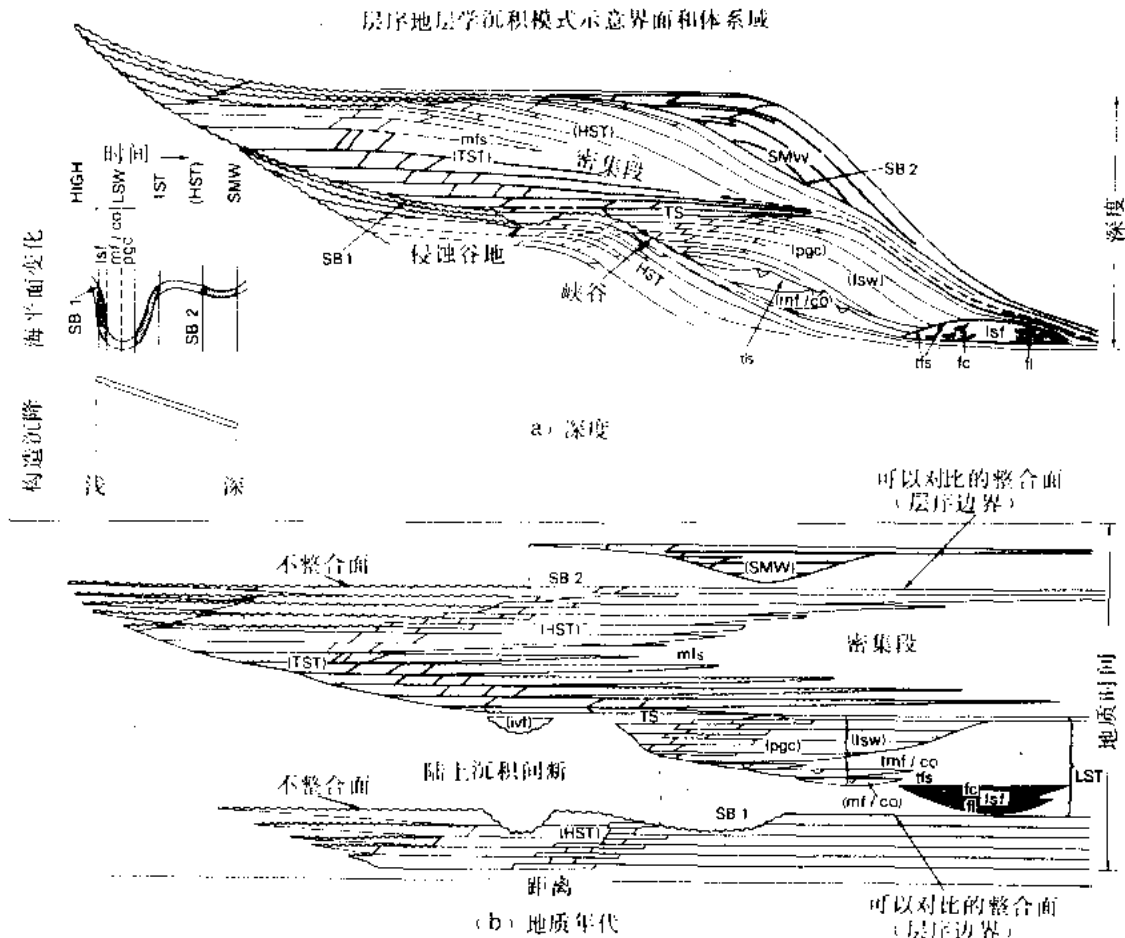 层序地层学沉积模式示意界面和体系域
时间
HIGH
LSW
TST
(HST)
SMW
lsf
mf / co
pgc
海平面变化
SB 1
SB 2
构造沉降
浅
深
mfs
(TST)
(HST)
密集段
SMW
SB 2
深度
TS
SB 1
侵蚀谷地
峡谷
HST
(pgc)
(lsw)
(mf / co)
tfs
lsf
tfs
fc
fl
a) 深度
可以对比的整合面
(层序边界)
不整合面
SB 2
(SMW)
(HST)
(TST)
mfs
密集段
地质时间
TS
(ivf)
(pgc)
(lsw)
陆上沉积间断
(mf / co
tfs
LST
不整合面
(mf / co)
fc
fl
lsf
SB 1
(HST)
距离
(b) 地质年代
可以对比的整合面
(层序边界)